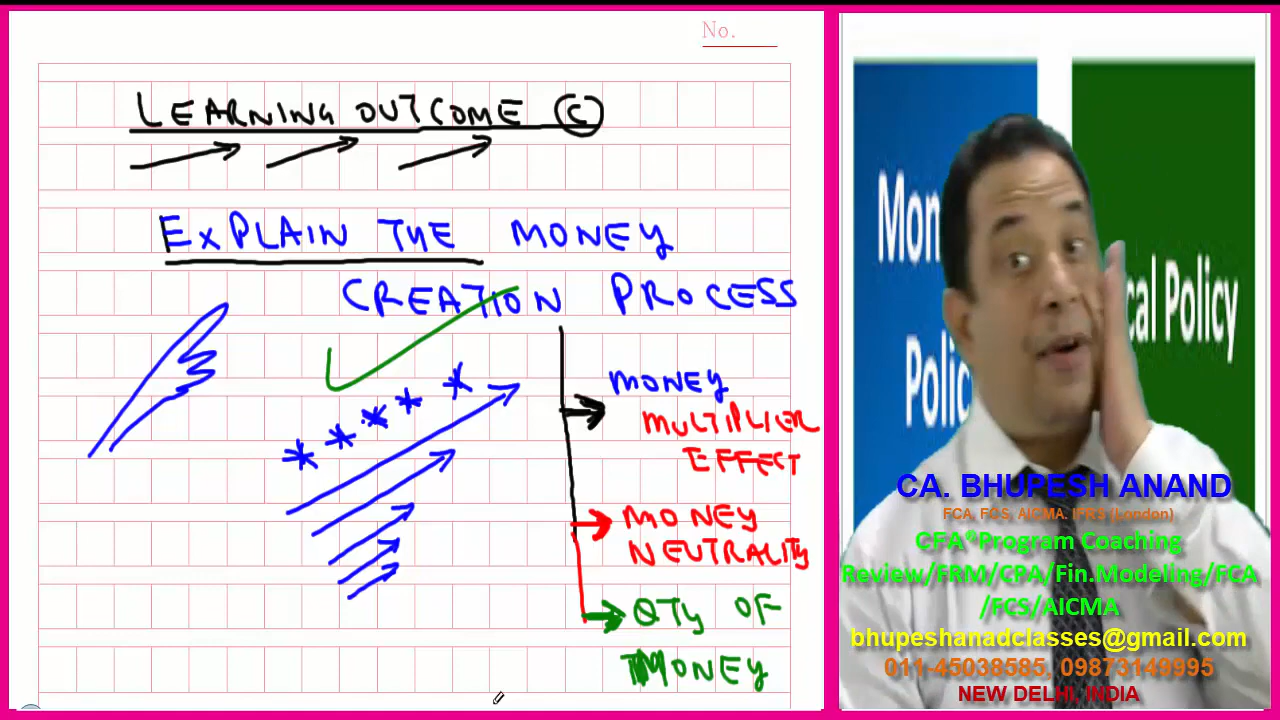 No.
LEARNING OUTCOME (C)
EXPLAIN THE MONEY
CREATION PROCESS
MONEY
MULTIPLIER
EFFECT
MONEY
NEUTRALITY
QTY OF
MONEY
Mon
Polic
cal Policy
CA. BHUPESH ANAND
FCA, FCS, AICMA, IFRS (London)
CFA®Program Coaching
Review/FRM/CPA/Fin.Modeling/FCA
/FCS/AICMA
bhupeshanadclasses@gmail.com
011-45038585, 09873149995
NEW DELHI, INDIA